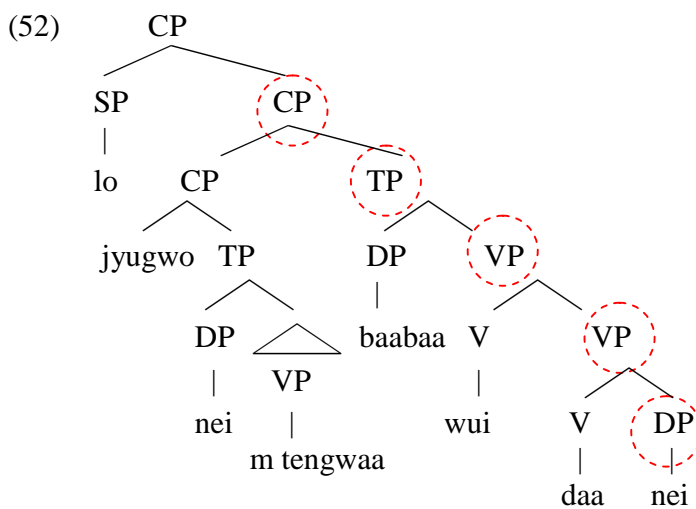 (52) CP
SP CP
lo CP TP
jyugwo TP DP VP
DP baabaa V VP
VP
nei wui V DP
m tengwaa
daa nei